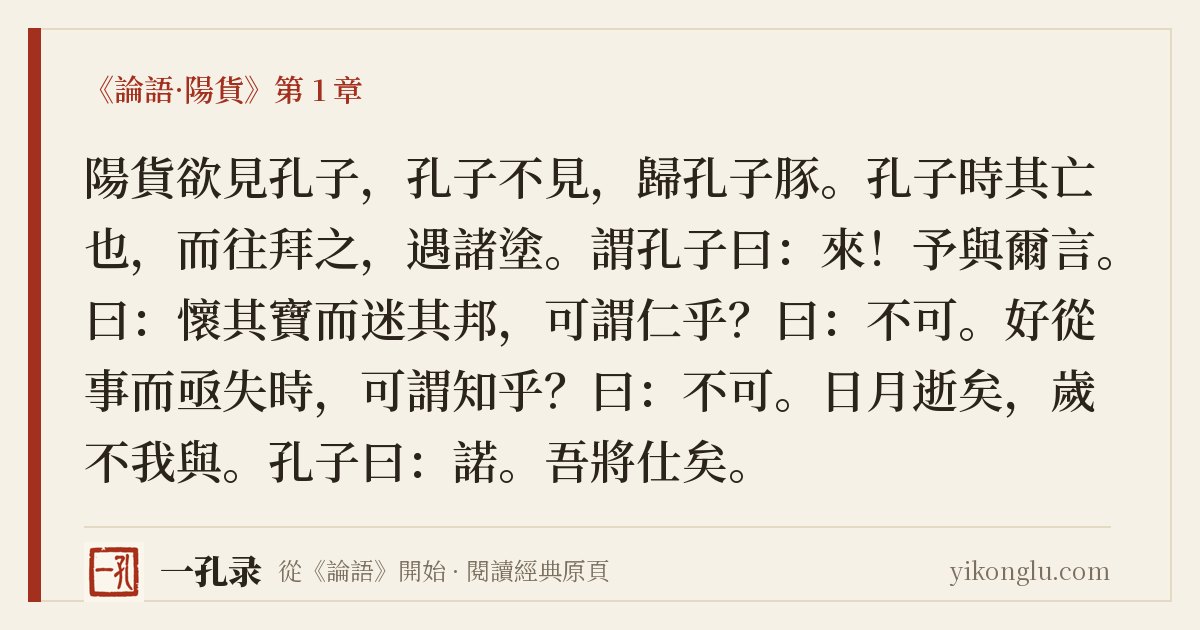 《論語·陽貨》第 1 章
陽貨欲見孔子，孔子不見，歸孔子豚。孔子時其亡
也，而往拜之，遇諸塗。謂孔子曰：來！予與爾言。
曰：懷其寶而迷其邦，可謂仁乎？曰：不可。好從
事而亟失時，可謂知乎？曰：不可。日月逝矣，歲
不我與。孔子曰：諾。吾將仕矣。
一孔
一孔录 從《論語》開始 · 閱讀經典原頁
yikonglu.com